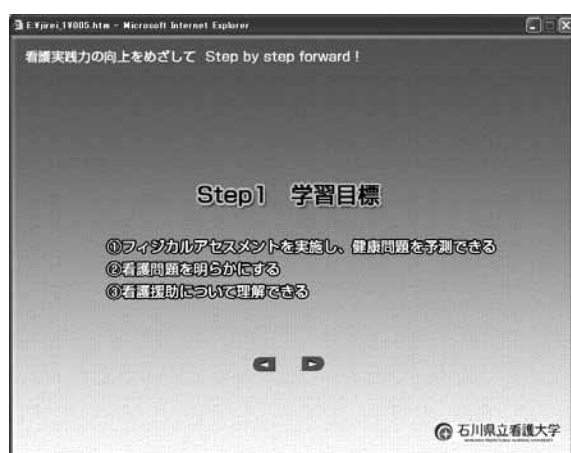 E:¥jirei_1¥005.htm - Microsoft Internet Explorer
看護実践力の向上をめざして Step by step forward !
Step1 学習目標
①フィジカルアセスメントを実施し、健康問題を予測できる
②看護問題を明らかにする
③看護援助について理解できる
石川県立看護大学